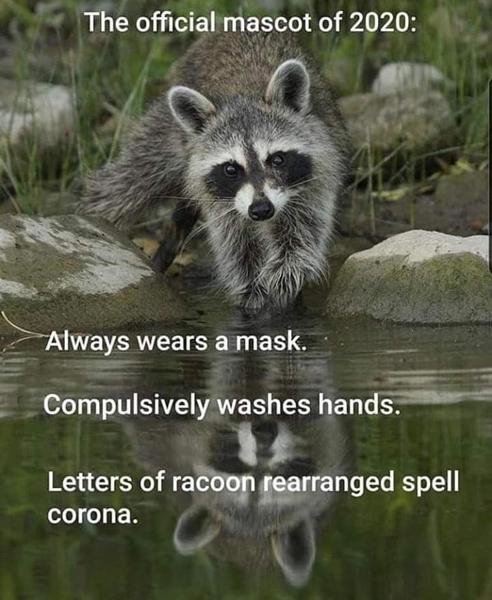 The official mascot of 2020:
Always wears a mask.
Compulsively washes hands.
Letters of racoon rearranged spell
corona.